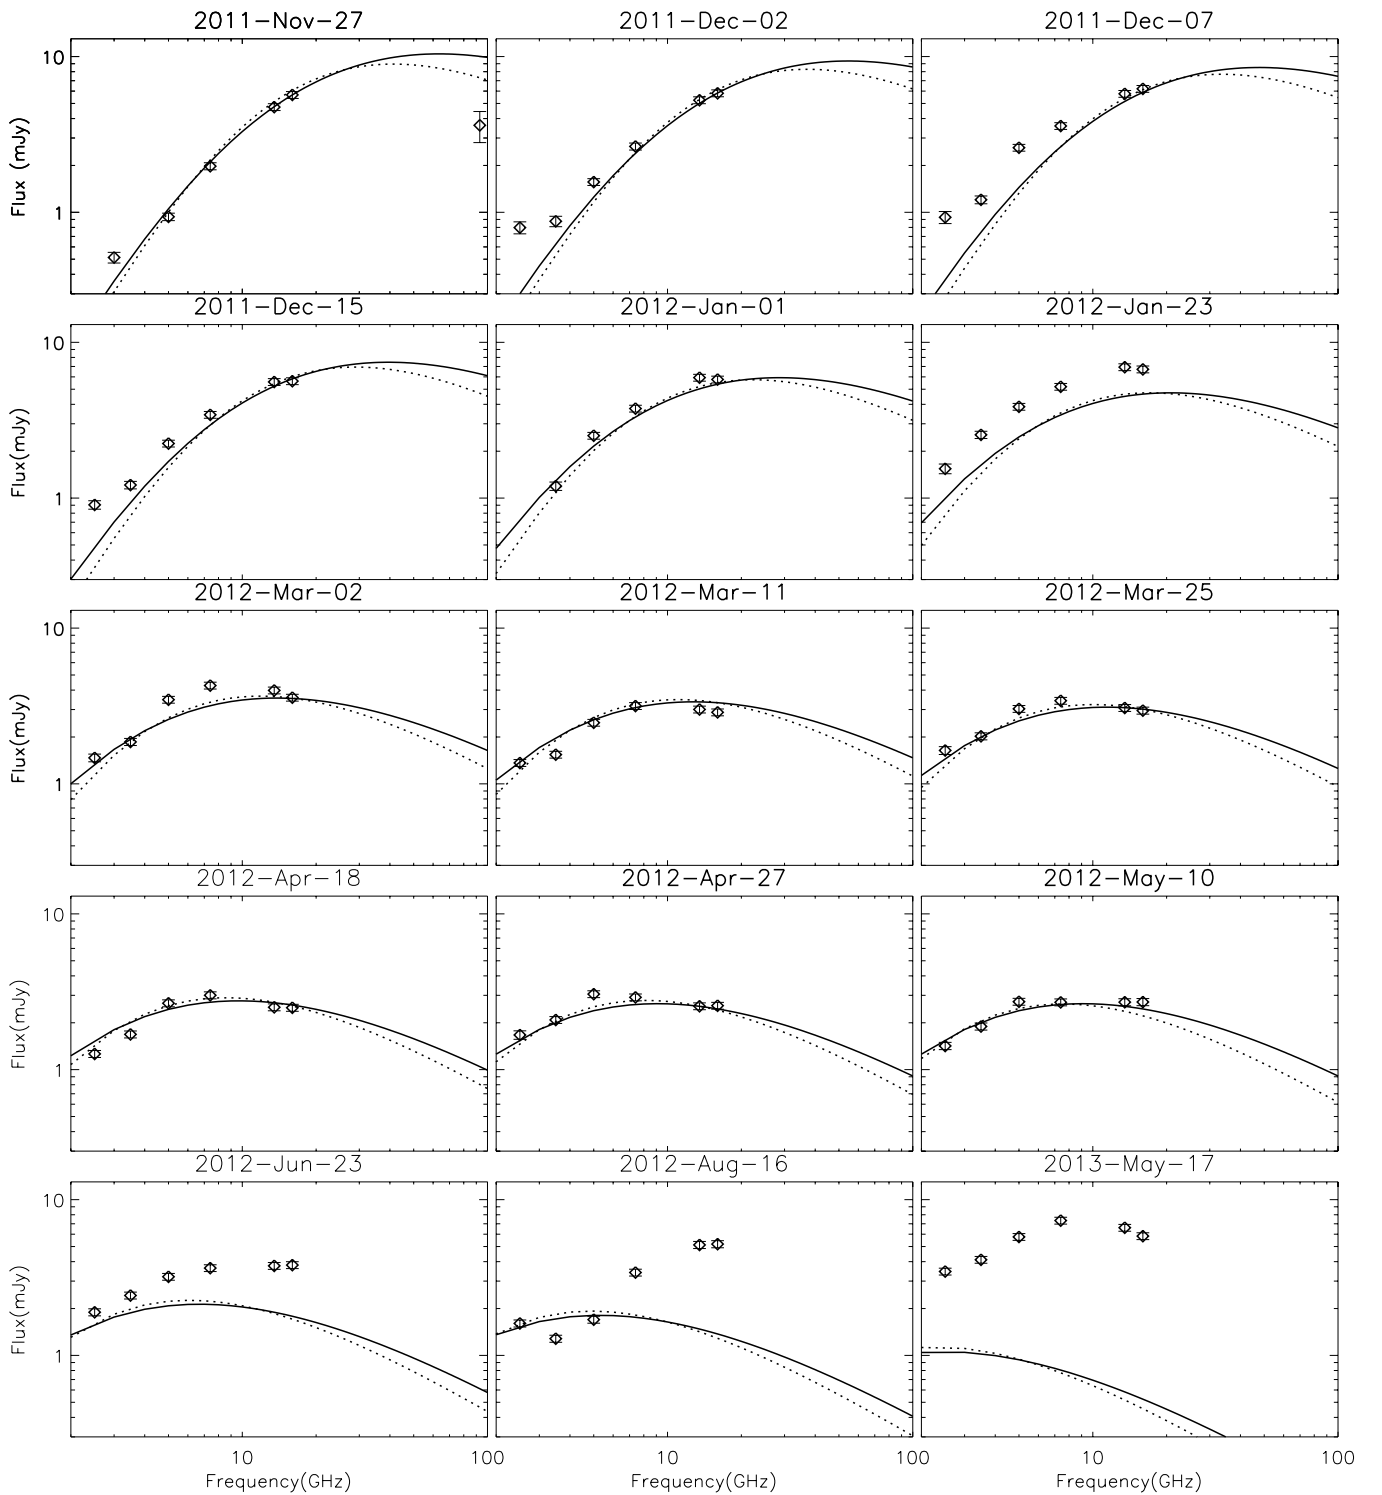 2011-Nov-27 2011-Dec-02 2011-Dec-07
10
1
Flux (mJy)
2011-Dec-15 2012-Jan-01 2012-Jan-23
10
1
Flux(mJy)
2012-Mar-02 2012-Mar-11 2012-Mar-25
10
1
Flux(mJy)
2012-Apr-18 2012-Apr-27 2012-May-10
10
1
Flux(mJy)
2012-Jun-23 2012-Aug-16 2013-May-17
10
1
Flux(mJy)
10 100 10 100 10 100
Frequency(GHz) Frequency(GHz) Frequency(GHz)